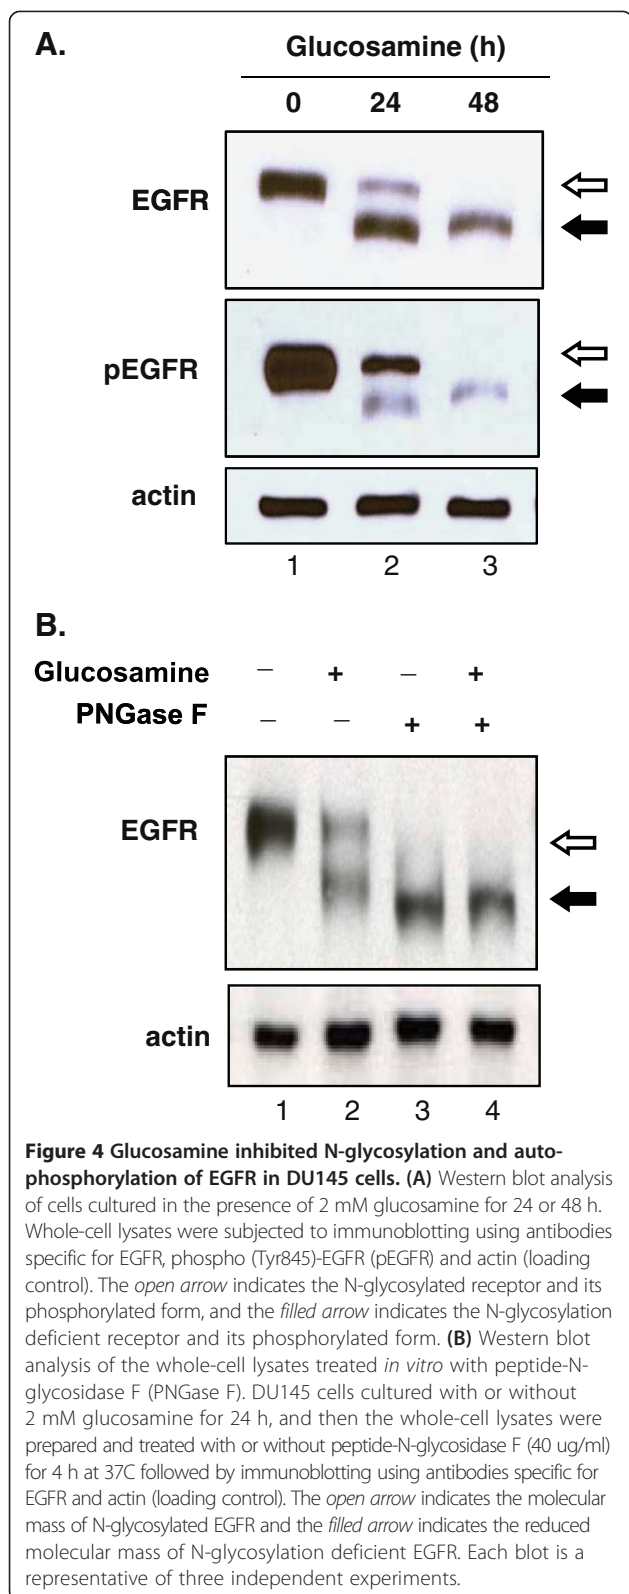 A.
Glucosamine (h)
0 24 48
EGFR
pEGFR
actin
1 2 3
B.
Glucosamine – + – +
PNGase F – – + +
EGFR
actin
1 2 3 4
Figure 4 Glucosamine inhibited N-glycosylation and auto-
phosphorylation of EGFR in DU145 cells. (A) Western blot analysis
of cells cultured in the presence of 2 mM glucosamine for 24 or 48 h.
Whole-cell lysates were subjected to immunoblotting using antibodies
specific for EGFR, phospho (Tyr845)-EGFR (pEGFR) and actin (loading
control). The open arrow indicates the N-glycosylated receptor and its
phosphorylated form, and the filled arrow indicates the N-glycosylation
deficient receptor and its phosphorylated form. (B) Western blot
analysis of the whole-cell lysates treated in vitro with peptide-N-
glycosidase F (PNGase F). DU145 cells cultured with or without
2 mM glucosamine for 24 h, and then the whole-cell lysates were
prepared and treated with or without peptide-N-glycosidase F (40 ug/ml)
for 4 h at 37C followed by immunoblotting using antibodies specific for
EGFR and actin (loading control). The open arrow indicates the molecular
mass of N-glycosylated EGFR and the filled arrow indicates the reduced
molecular mass of N-glycosylation deficient EGFR. Each blot is a
representative of three independent experiments.